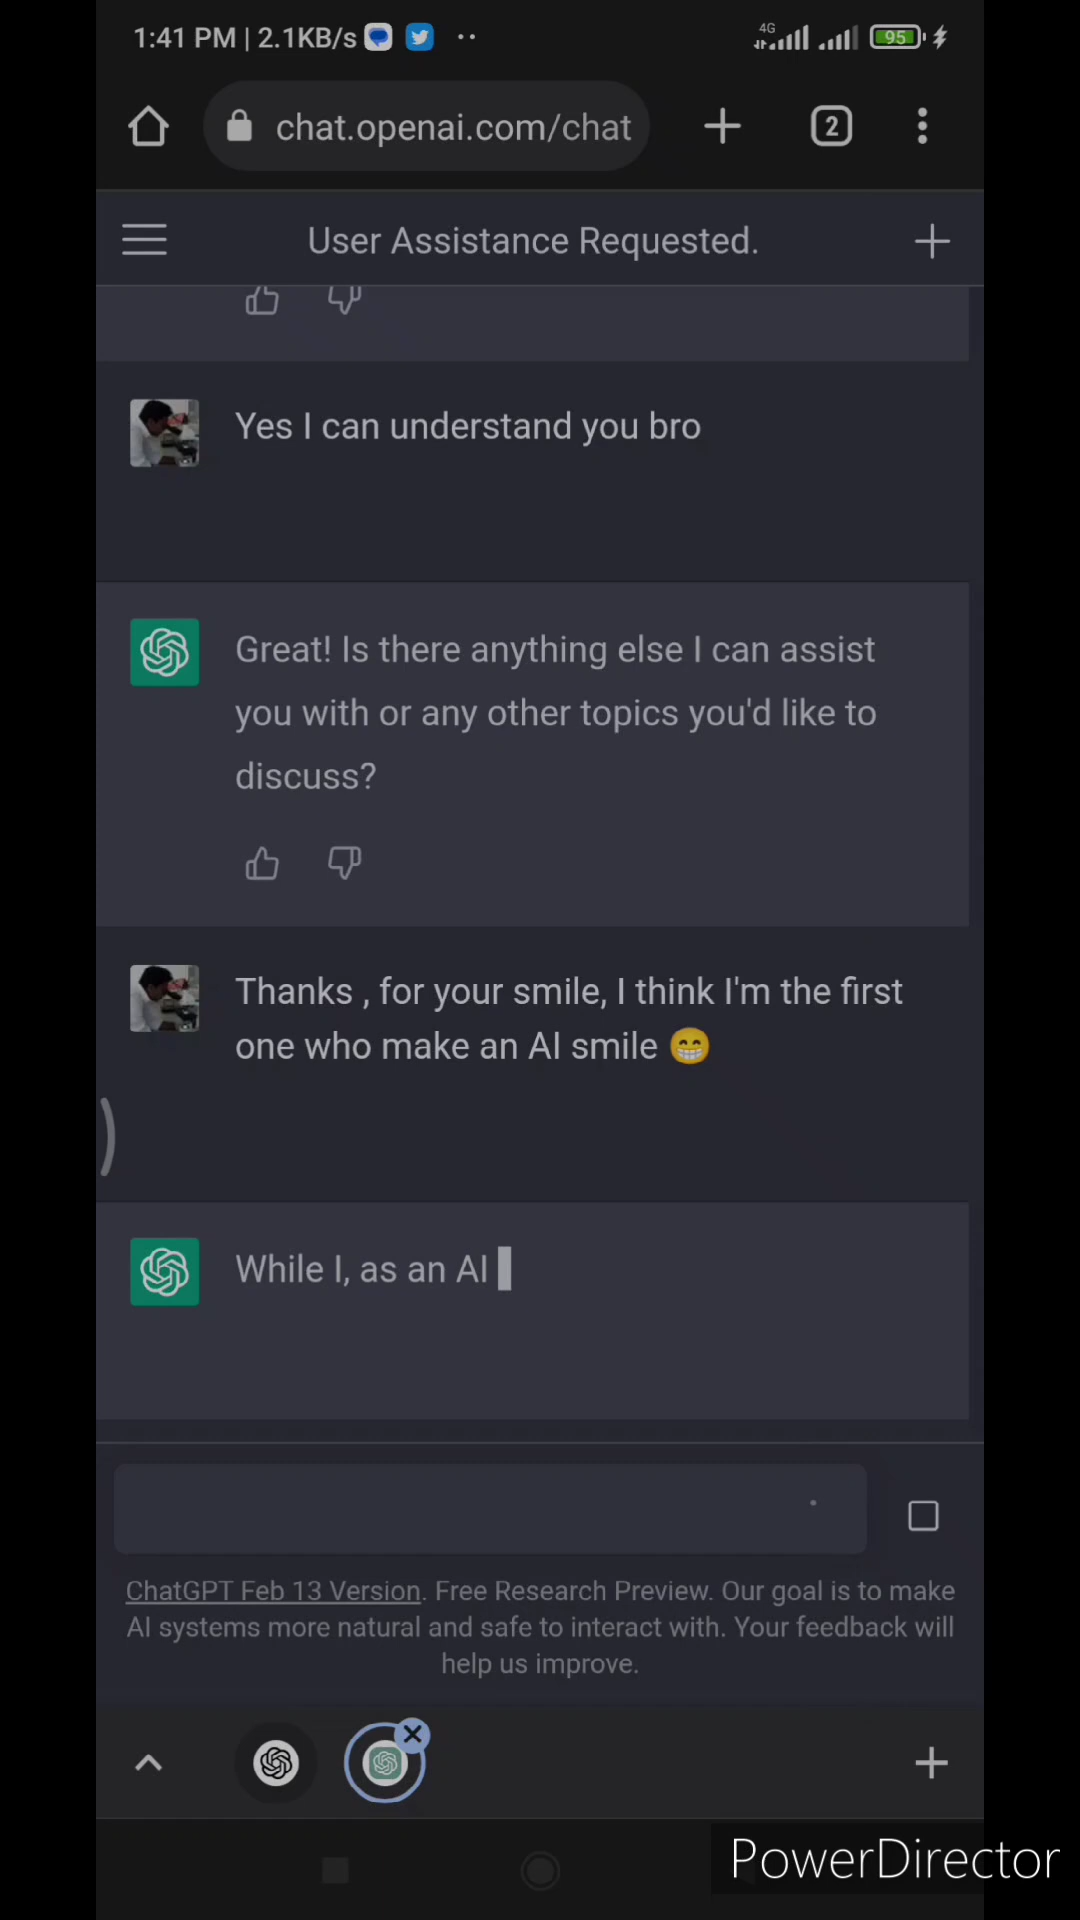 1:41 PM | 2.1KB/s
4G
95
chat.openai.com/chat
2
User Assistance Requested.
Yes I can understand you bro
Great! Is there anything else I can assist
you with or any other topics you'd like to
discuss?
Thanks , for your smile, I think I'm the first
one who make an AI smile 😁
While I, as an AI
ChatGPT Feb 13 Version. Free Research Preview. Our goal is to make
AI systems more natural and safe to interact with. Your feedback will
help us improve.
PowerDirector